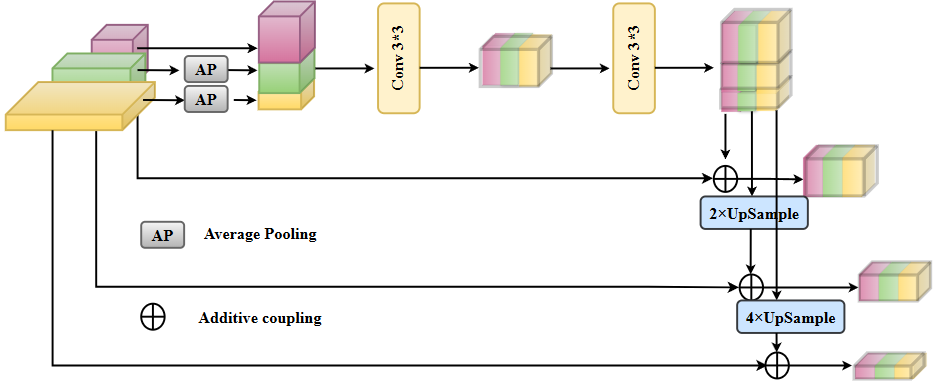 AP
AP
Conv 3*3
Conv 3*3
2×UpSample
AP
Average Pooling
Additive coupling
4×UpSample